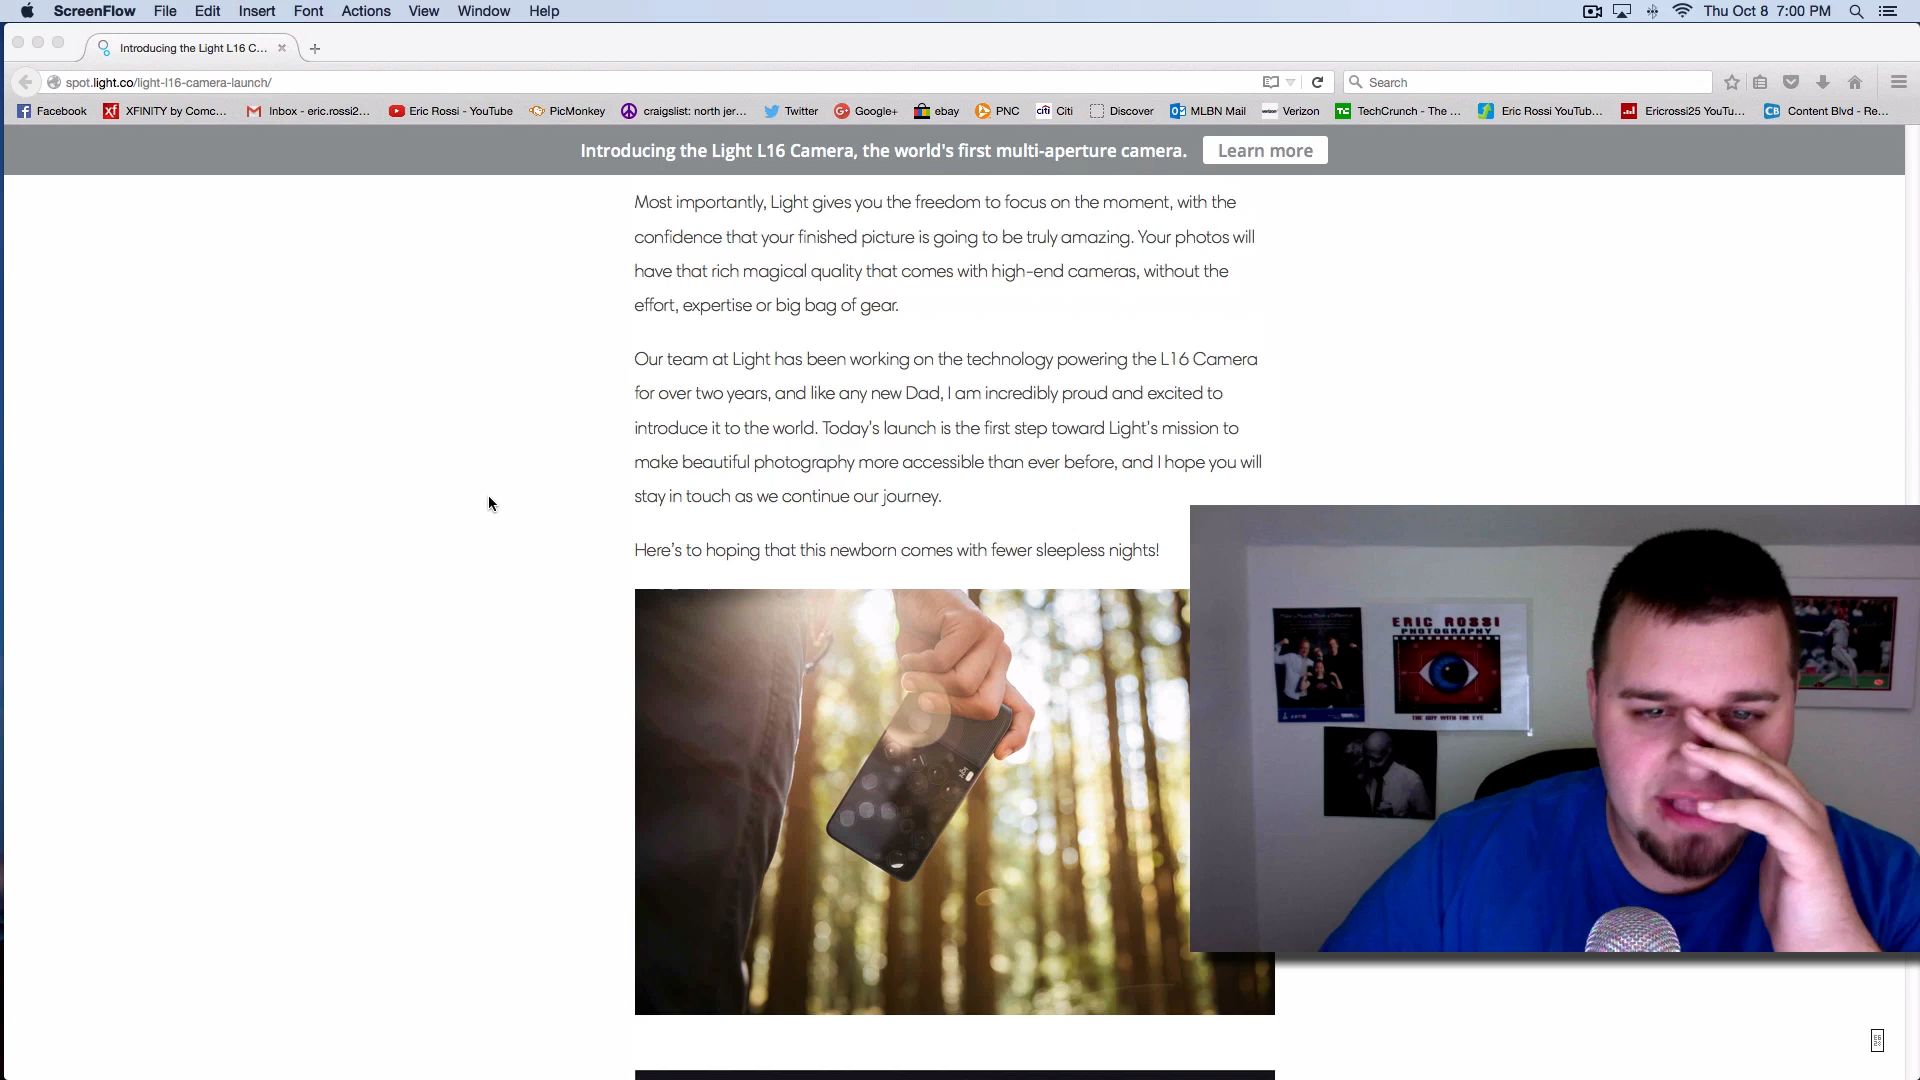 ScreenFlow File Edit Insert Font Actions View Window Help Thu Oct 8 7:00 PM
Introducing the Light L16 C...
spot.light.co/light-l16-camera-launch/ Search
Facebook XFINITY by Comc... Inbox - eric.rossi2... Eric Rossi - YouTube PicMonkey craigslist: north jer... Twitter Google+ ebay PNC citi Citi Discover MLBN Mail Verizon TechCrunch - The ... Eric Rossi YouTub... Ericrossi25 YouTu... Content Blvd - Re...
Introducing the Light L16 Camera, the world's first multi-aperture camera. Learn more
Most importantly, Light gives you the freedom to focus on the moment, with the
confidence that your finished picture is going to be truly amazing. Your photos will
have that rich magical quality that comes with high-end cameras, without the
effort, expertise or big bag of gear.
Our team at Light has been working on the technology powering the L16 Camera
for over two years, and like any new Dad, I am incredibly proud and excited to
introduce it to the world. Today's launch is the first step toward Light's mission to
make beautiful photography more accessible than ever before, and I hope you will
stay in touch as we continue our journey.
Here's to hoping that this newborn comes with fewer sleepless nights!
ERIC ROSSI
PHOTOGRAPHY
THE GUY WITH THE EYE